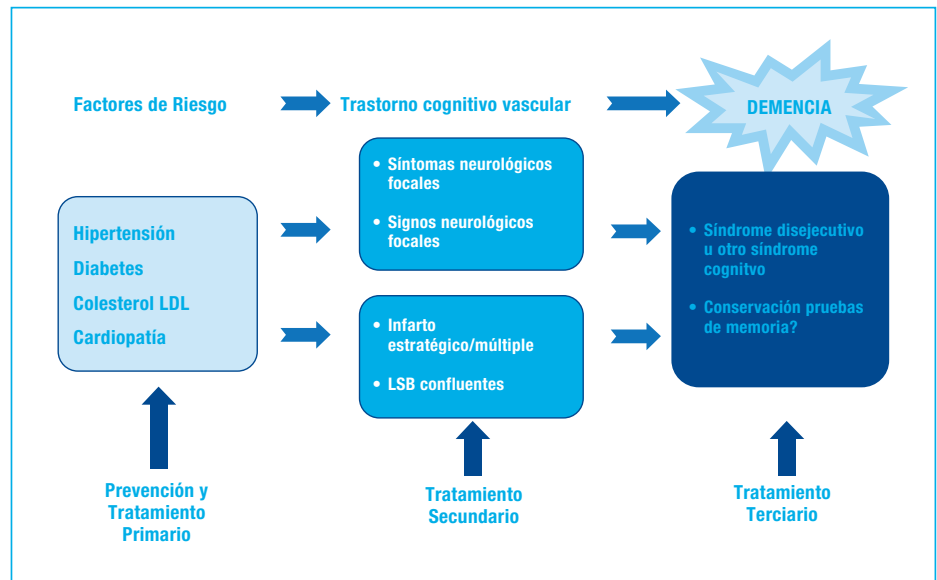 Factores de Riesgo
Trastorno cognitivo vascular
DEMENCIA
Hipertensión
Diabetes
Colesterol LDL
Cardiopatía
• Síntomas neurológicos
focales
• Signos neurológicos
focales
• Infarto
estratégico/múltiple
• LSB confluentes
• Síndrome disejecutivo
u otro síndrome
cognitvo
• Conservación pruebas
de memoria?
Prevención y
Tratamiento
Primario
Tratamiento
Secundario
Tratamiento
Terciario